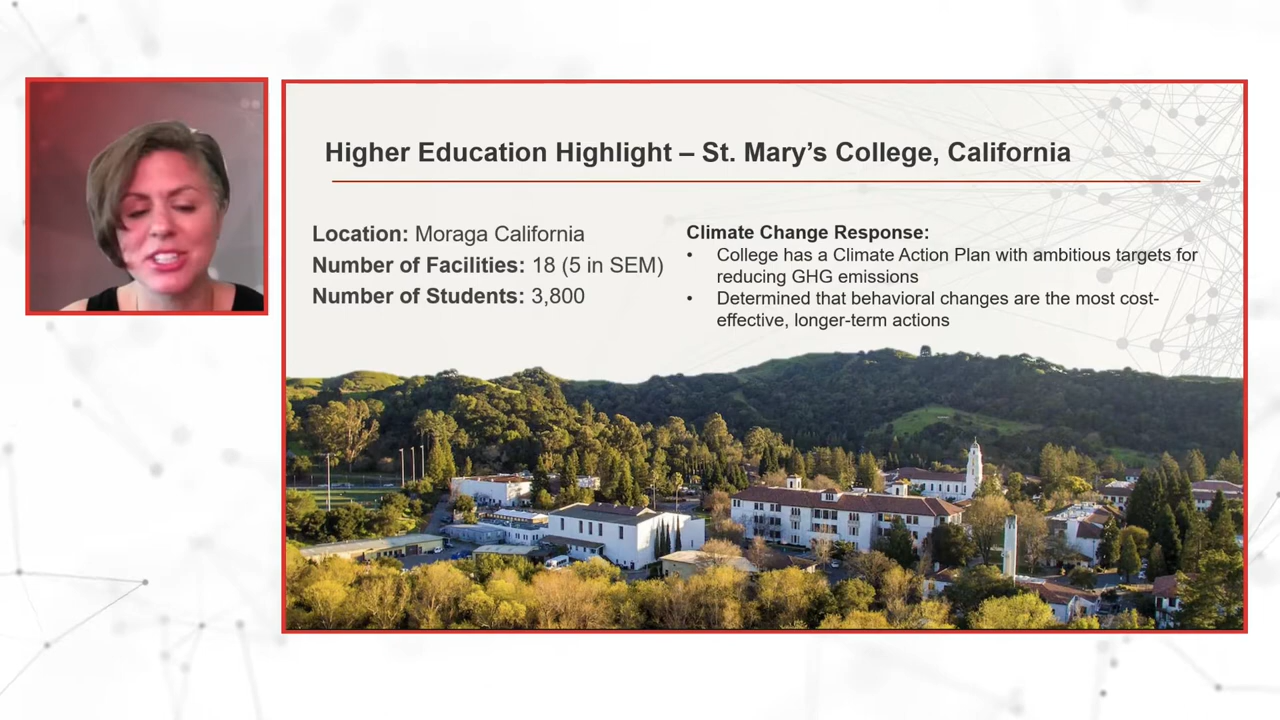 Higher Education Highlight – St. Mary's College, California
Location: Moraga California
Number of Facilities: 18 (5 in SEM)
Number of Students: 3,800
Climate Change Response:
• College has a Climate Action Plan with ambitious targets for
reducing GHG emissions
• Determined that behavioral changes are the most cost-
effective, longer-term actions